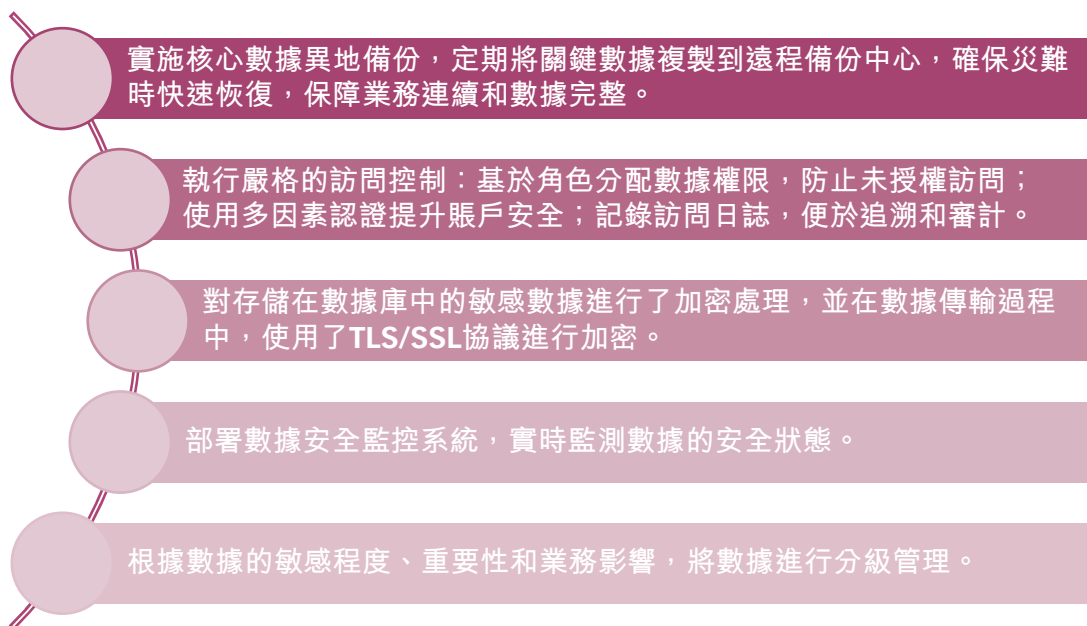 實施核心數據異地備份，定期將關鍵數據複製到遠程備份中心，確保災難
時快速恢復，保障業務連續和數據完整。
執行嚴格的訪問控制：基於角色分配數據權限，防止未授權訪問；
使用多因素認證提升賬戶安全；記錄訪問日誌，便於追溯和審計。
對存儲在數據庫中的敏感數據進行了加密處理，並在數據傳輸過程
中，使用了TLS/SSL協議進行加密。
部署數據安全監控系統，實時監測數據的安全狀態。
根據數據的敏感程度、重要性和業務影響，將數據進行分級管理。